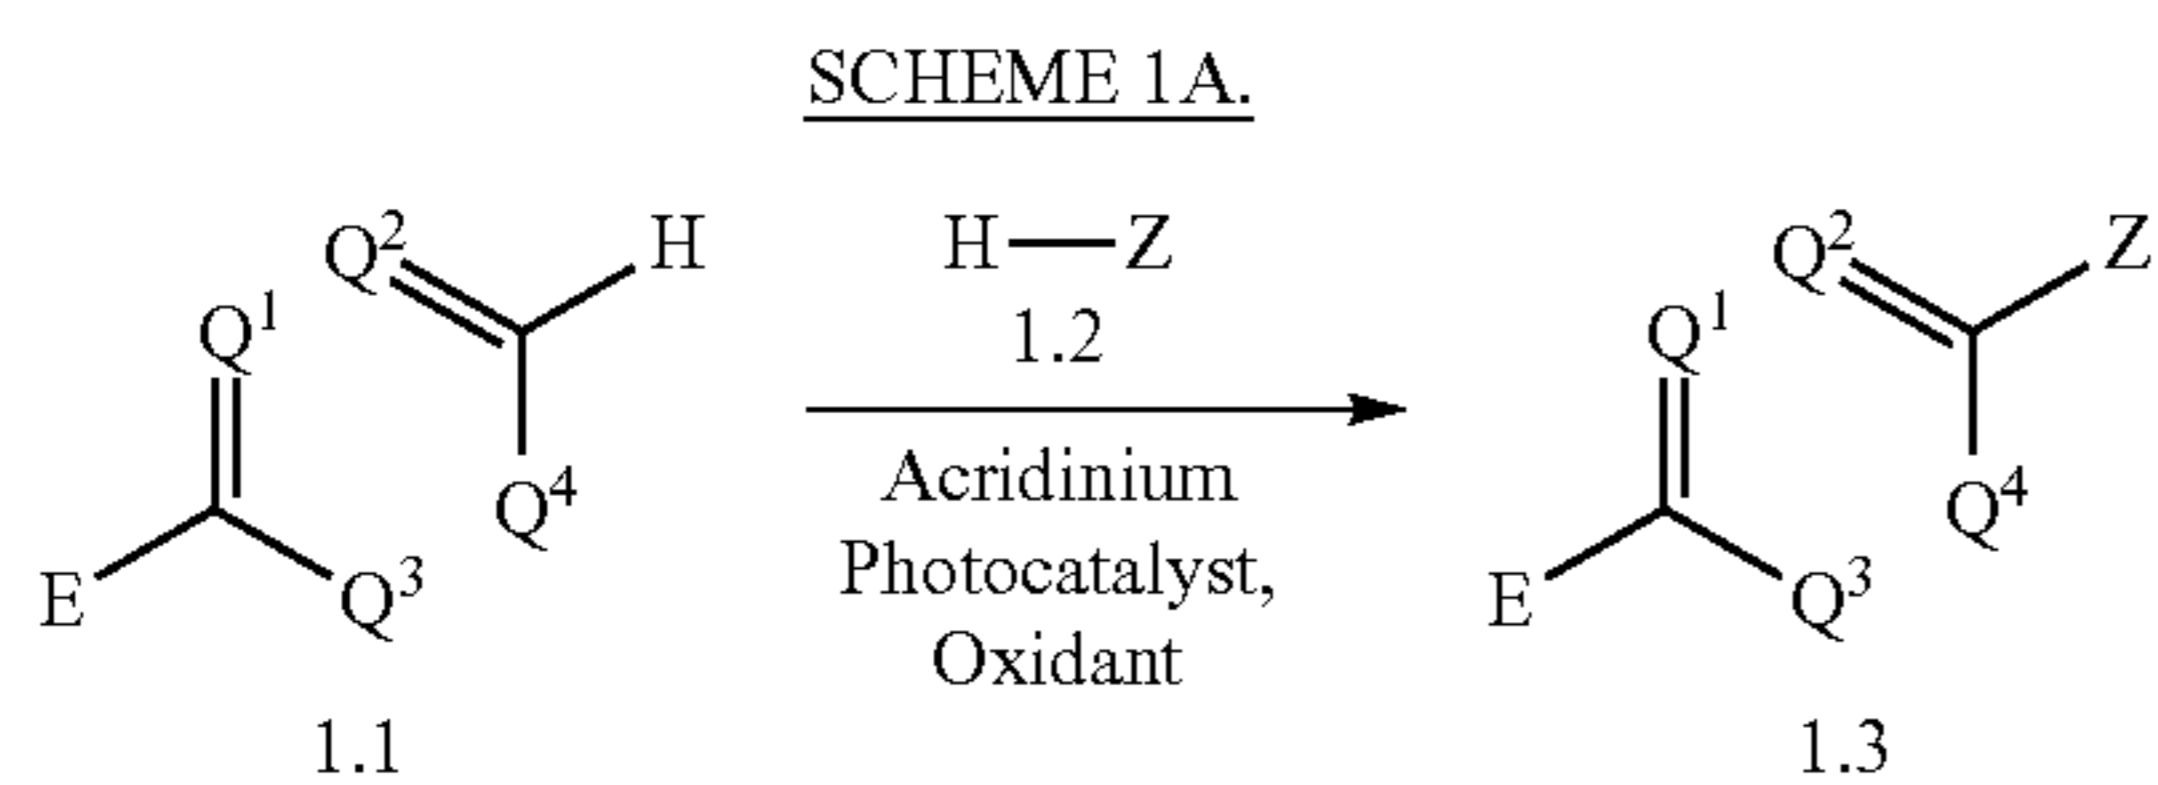 SCHEME 1A.
Q² H H—Z Q² Z
Q¹ 1.2 Q¹
Q⁴ Acridinium Q⁴
E Q³ Photocatalyst, E Q³
Oxidant
1.1 1.3